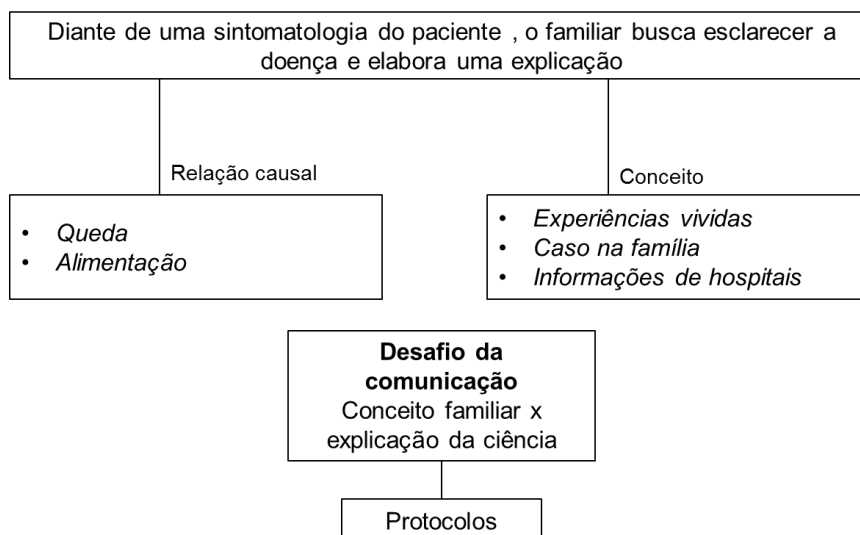 Diante de uma sintomatologia do paciente , o familiar busca esclarecer a
doença e elabora uma explicação
Relação causal
Conceito
• Queda
• Alimentação
• Experiências vividas
• Caso na família
• Informações de hospitais
Desafio da
comunicação
Conceito familiar x
explicação da ciência
Protocolos